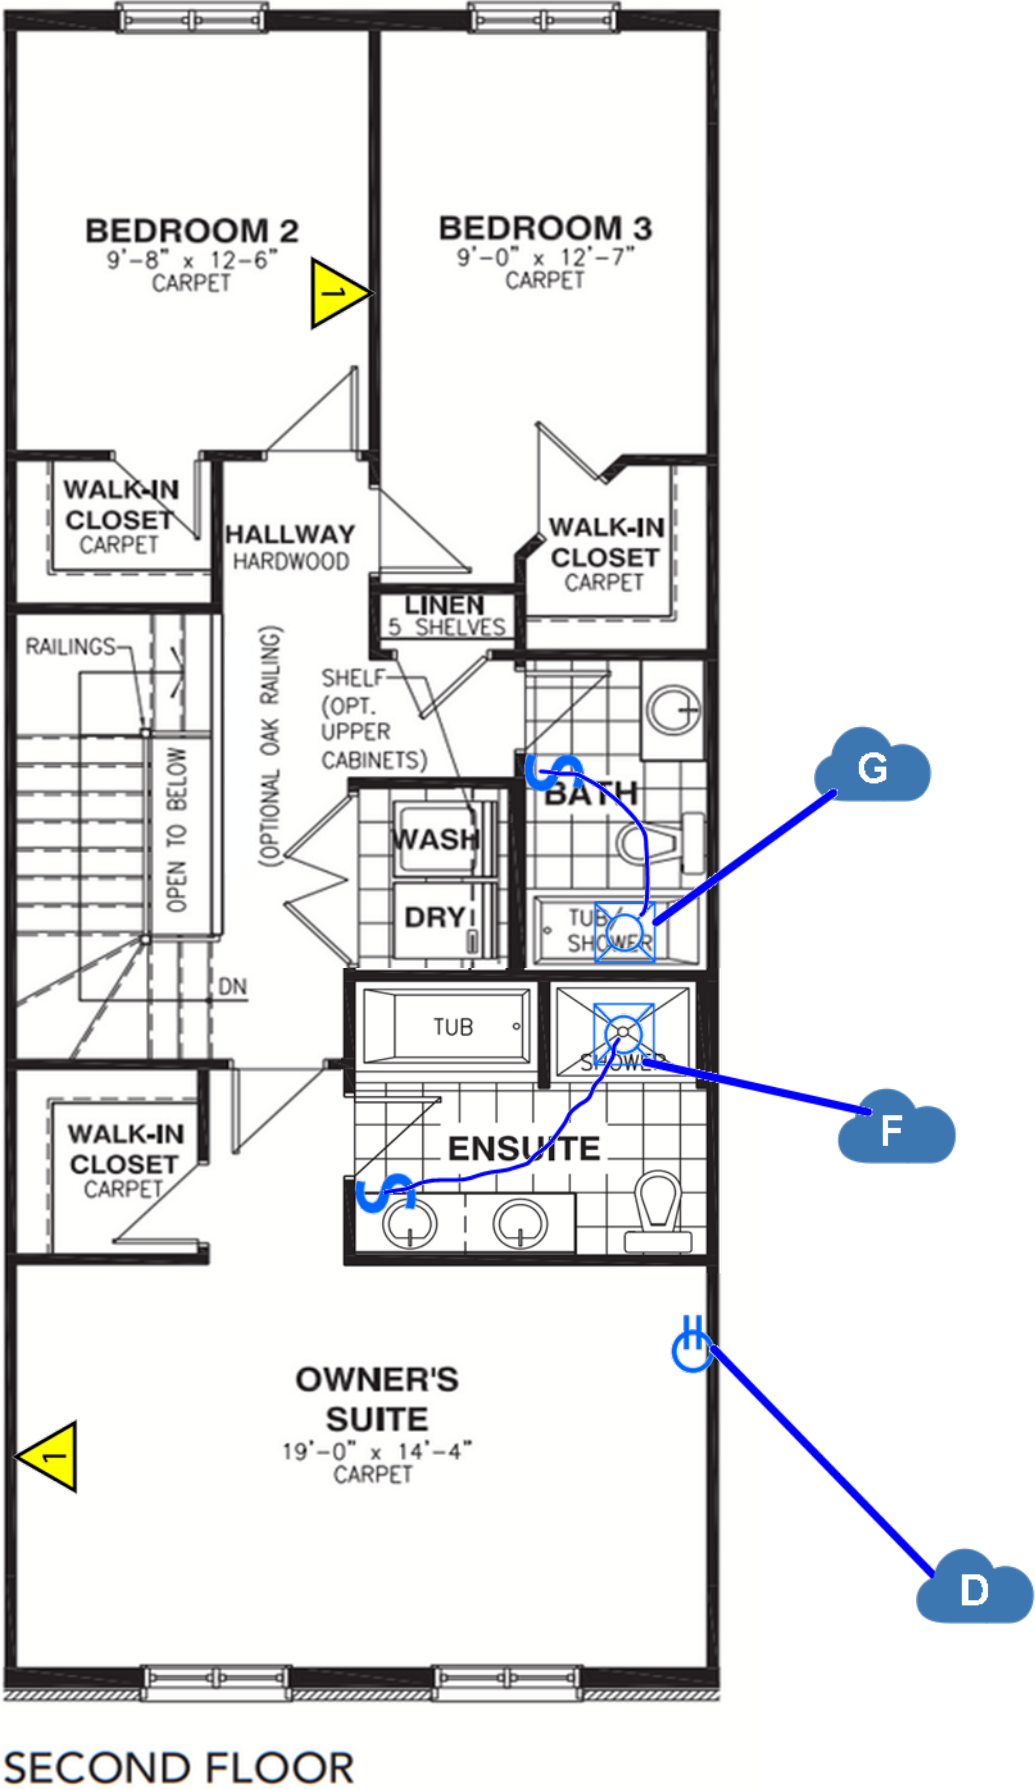 BEDROOM 2
9'-8" x 12-6"
CARPET
1
BEDROOM 3
9'-0" x 12'-7"
CARPET
WALK-IN
CLOSET
CARPET
HALLWAY
HARDWOOD
WALK-IN
CLOSET
CARPET
LINEN
5 SHELVES
RAILINGS
(OPTIONAL OAK RAILING)
SHELF
(OPT.
UPPER
CABINETS)
OPEN TO BELOW
S
BATH
G
WASH
DRY
TUB/
SHOWER
DN
TUB
SHOWER
F
WALK-IN
CLOSET
CARPET
ENSUITE
S
OWNER'S
SUITE
19'-0" x 14'-4"
CARPET
1
D
SECOND FLOOR